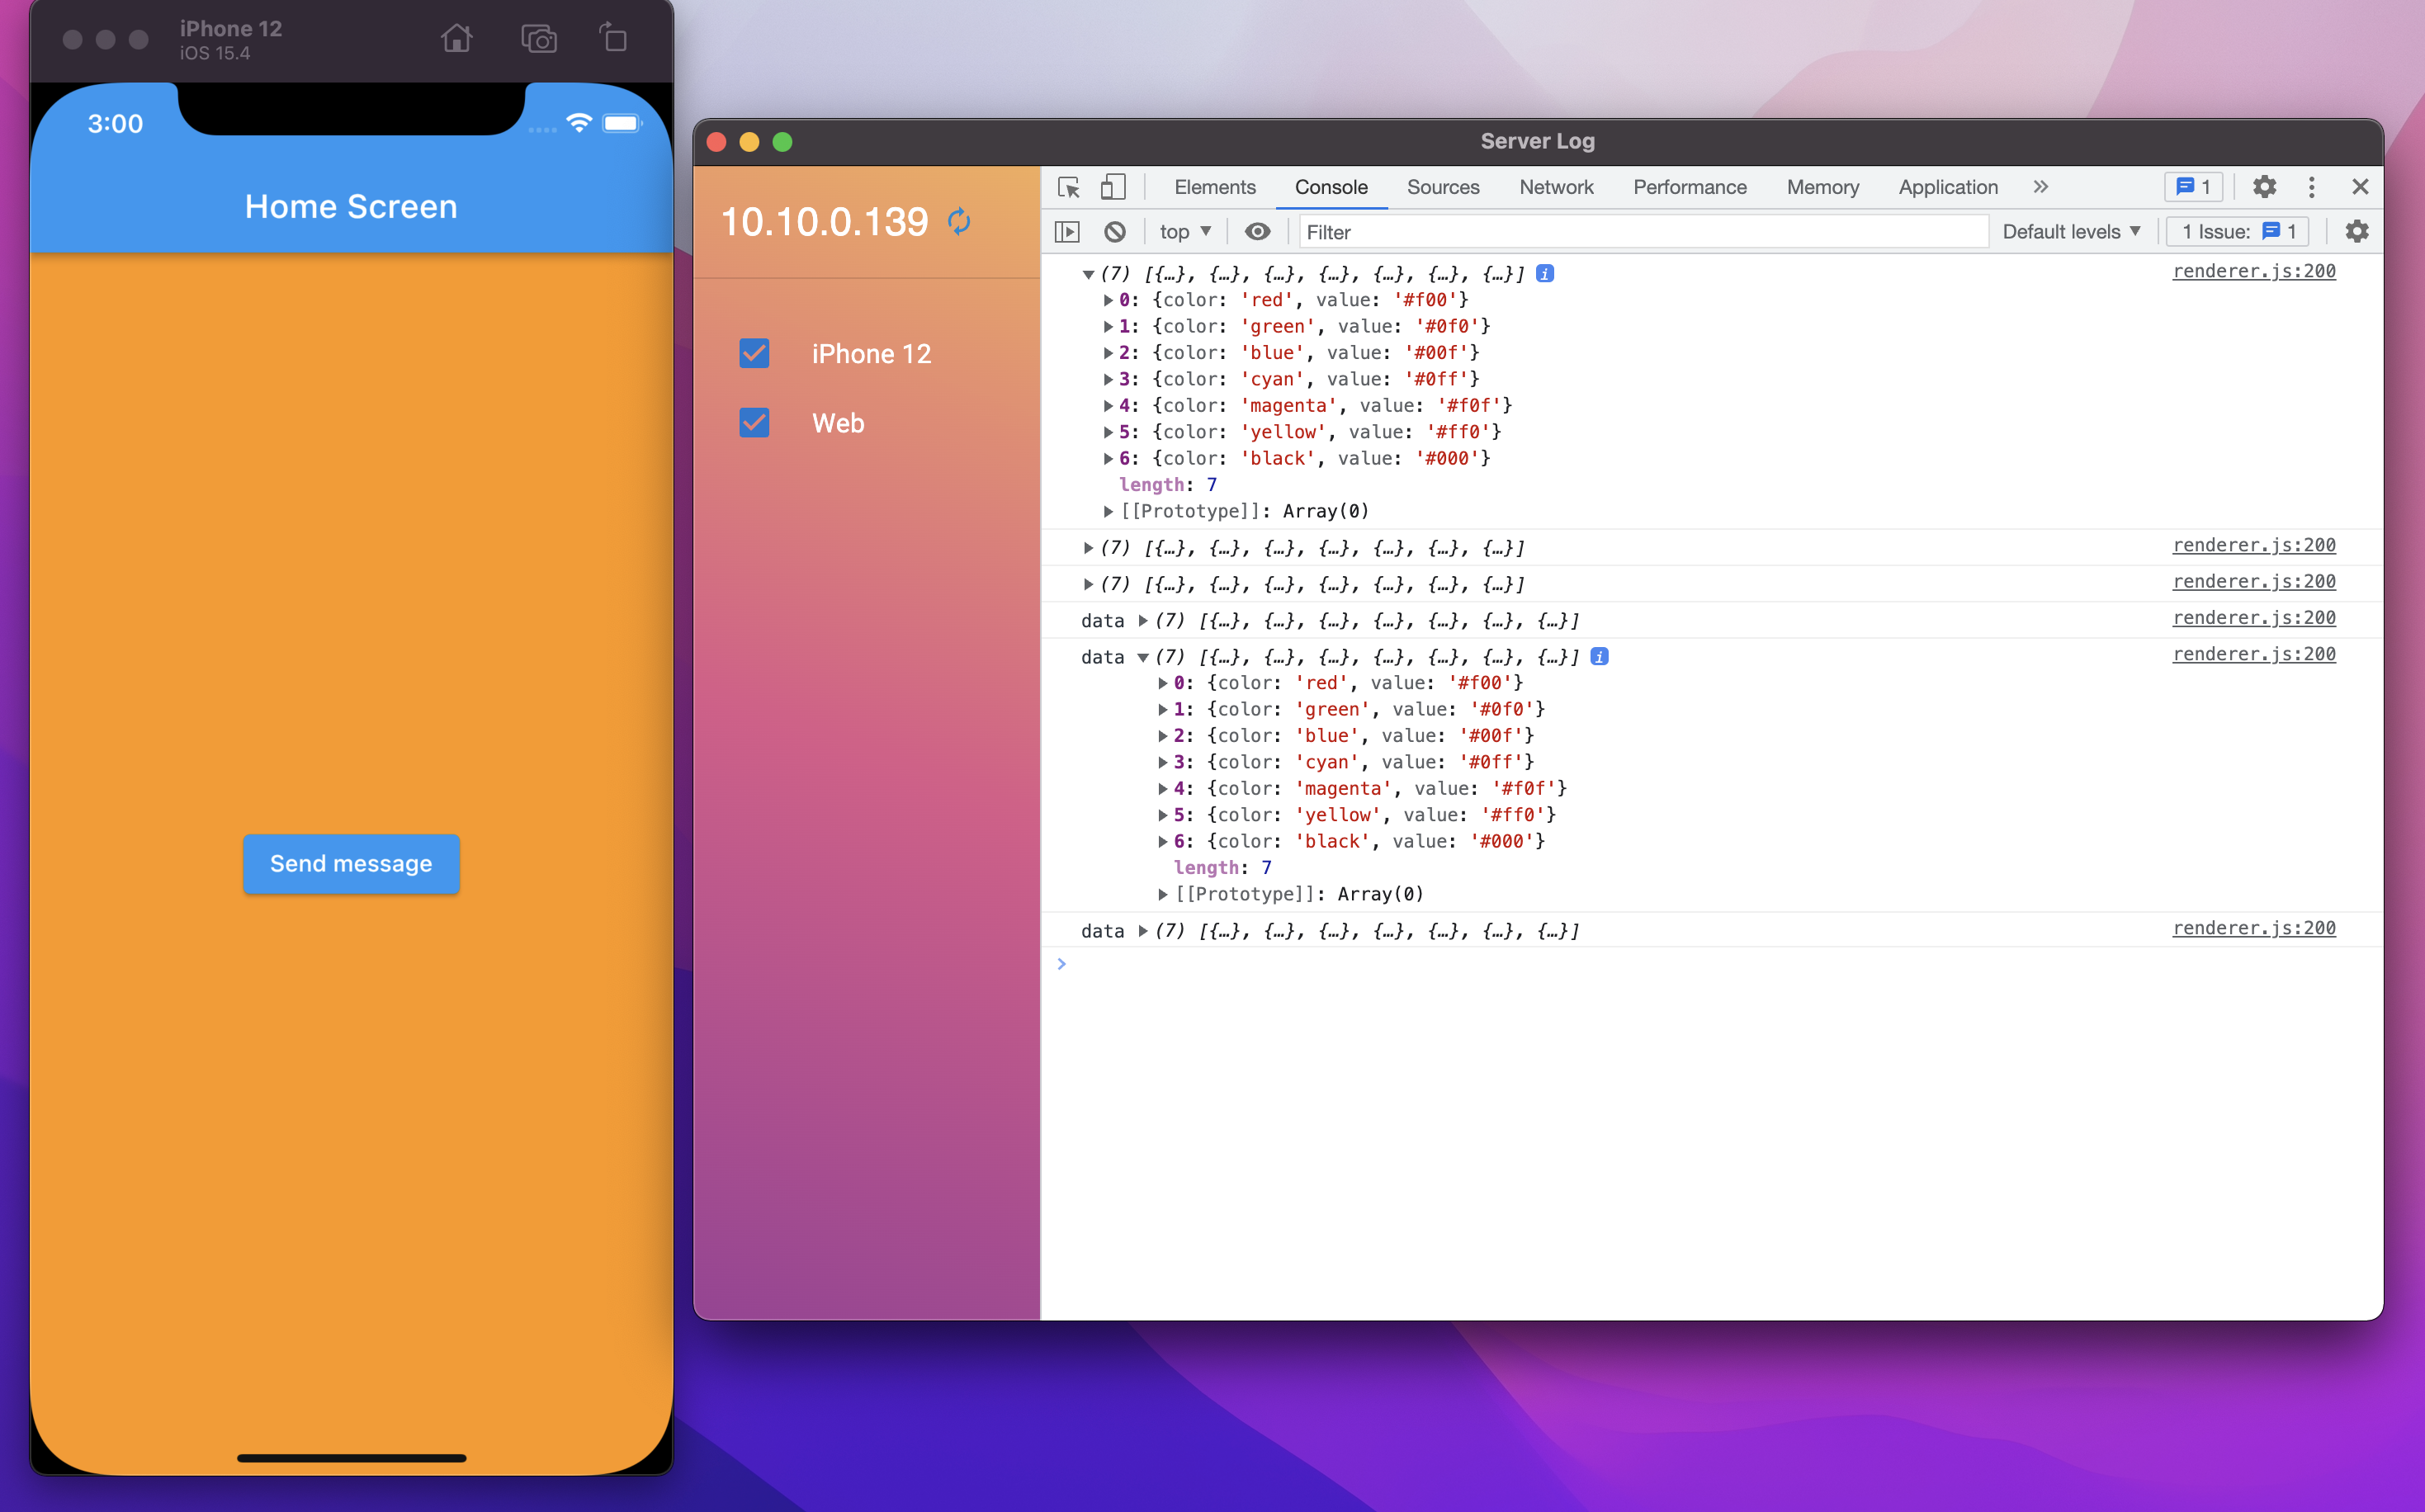 iPhone 12
iOS 15.4
3:00
Home Screen
Send message
Server Log
10.10.0.139
iPhone 12
Web
Elements Console Sources Network Performance Memory Application » 1
top ▼ Filter Default levels ▼ 1 Issue: 1
▼(7) [{…}, {…}, {…}, {…}, {…}, {…}, {…}] i renderer.js:200
▶0: {color: 'red', value: '#f00'}
▶1: {color: 'green', value: '#0f0'}
▶2: {color: 'blue', value: '#00f'}
▶3: {color: 'cyan', value: '#0ff'}
▶4: {color: 'magenta', value: '#f0f'}
▶5: {color: 'yellow', value: '#ff0'}
▶6: {color: 'black', value: '#000'}
length: 7
▶[[Prototype]]: Array(0)
▶(7) [{…}, {…}, {…}, {…}, {…}, {…}, {…}] renderer.js:200
▶(7) [{…}, {…}, {…}, {…}, {…}, {…}, {…}] renderer.js:200
data ▶(7) [{…}, {…}, {…}, {…}, {…}, {…}, {…}] renderer.js:200
data ▼(7) [{…}, {…}, {…}, {…}, {…}, {…}, {…}] i renderer.js:200
▶0: {color: 'red', value: '#f00'}
▶1: {color: 'green', value: '#0f0'}
▶2: {color: 'blue', value: '#00f'}
▶3: {color: 'cyan', value: '#0ff'}
▶4: {color: 'magenta', value: '#f0f'}
▶5: {color: 'yellow', value: '#ff0'}
▶6: {color: 'black', value: '#000'}
length: 7
▶[[Prototype]]: Array(0)
data ▶(7) [{…}, {…}, {…}, {…}, {…}, {…}, {…}] renderer.js:200
>